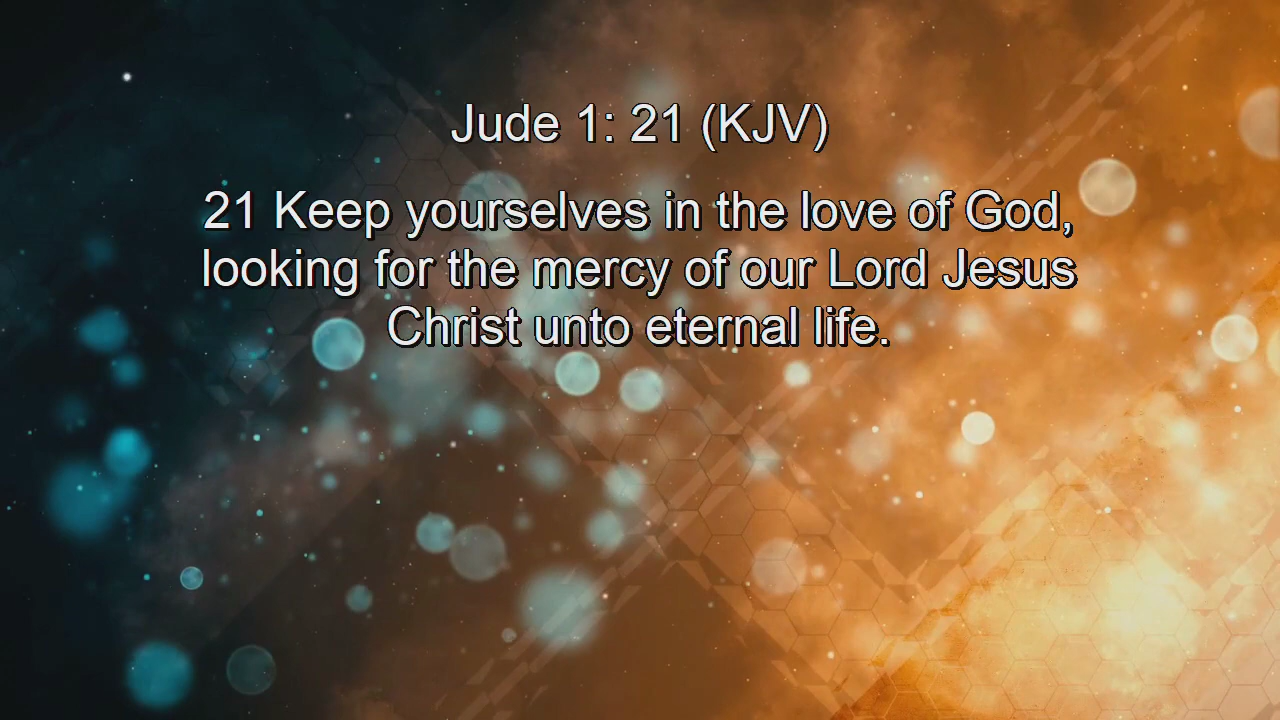 Jude 1: 21 (KJV)
21 Keep yourselves in the love of God,
looking for the mercy of our Lord Jesus
Christ unto eternal life.